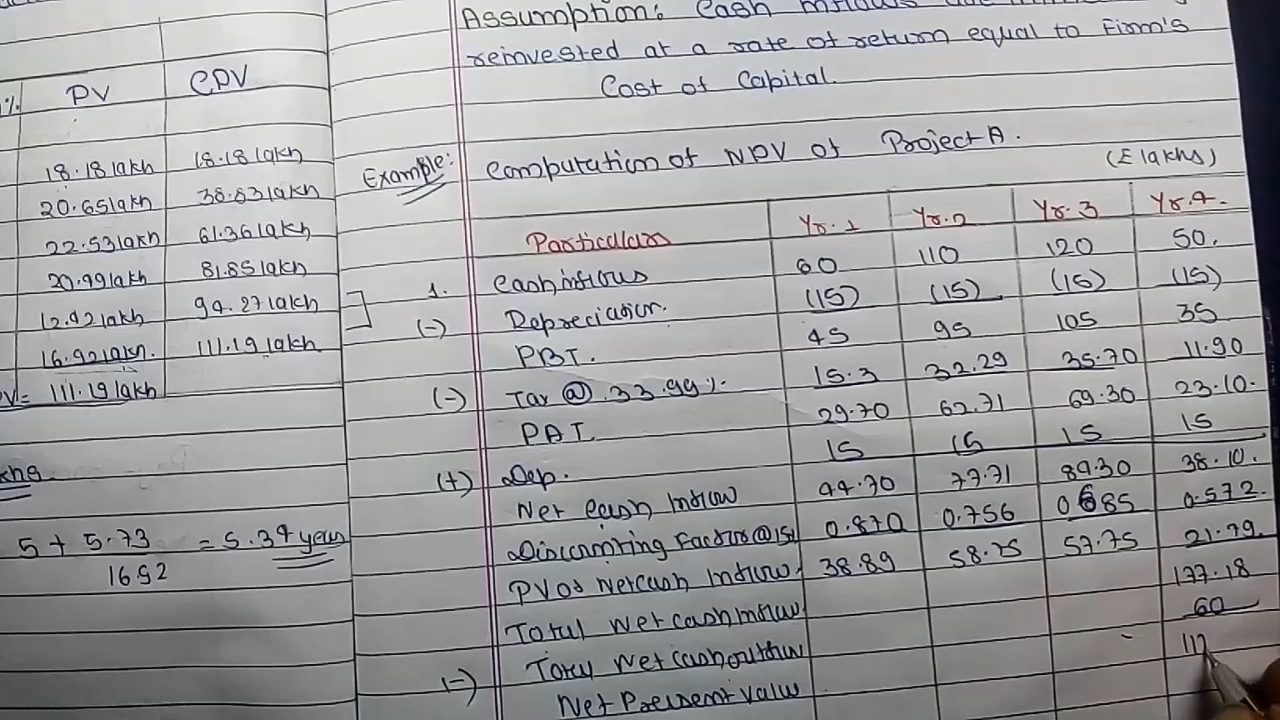 PV CPV
18.18 lakh 18.18 lakh
20.65 lakh 38.83 lakh
22.53 lakh 61.36 lakh
20.49 lakh 81.85 lakh
12.42 lakh 94.27 lakh
16.92 lakh. 111.19 lakh
PV= 111.19 lakh
5 + 5.73 = 5.34 years
16.92
Assumption: Cash inflows are
reinvested at a rate of return equal to Firm's
Cost of Capital.
Example: Computation of NPV of Project A.
(₹ lakhs)
Particulars Yr.1 Yr.2 Yr.3 Yr.4.
1. Cash inflows 60 110 120 50.
(-) Depreciation. (15) (15) (15) (15)
PBT. 45 95 105 35
(-) Tax @ 33.99%. 15.3 32.29 35.70 11.90
PAT 29.70 62.71 69.30 23.10.
(+) Dep. 15 15 15 15
Net Cash Inflow 44.70 77.71 84.30 38.10.
Discounting Factors @15% 0.870 0.756 0.685 0.572.
PV of Net cash Inflow. 38.89 58.75 57.75 21.79.
Total Net cash inflow 177.18
(-) Total Net Cash outflow 60
Net Present Value 11